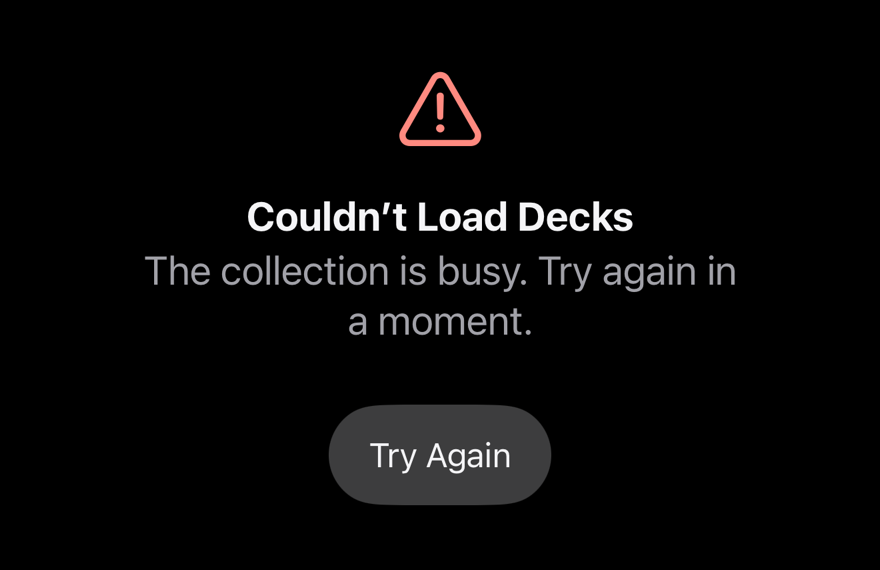 Couldn’t Load Decks
The collection is busy. Try again in
a moment.
Try Again